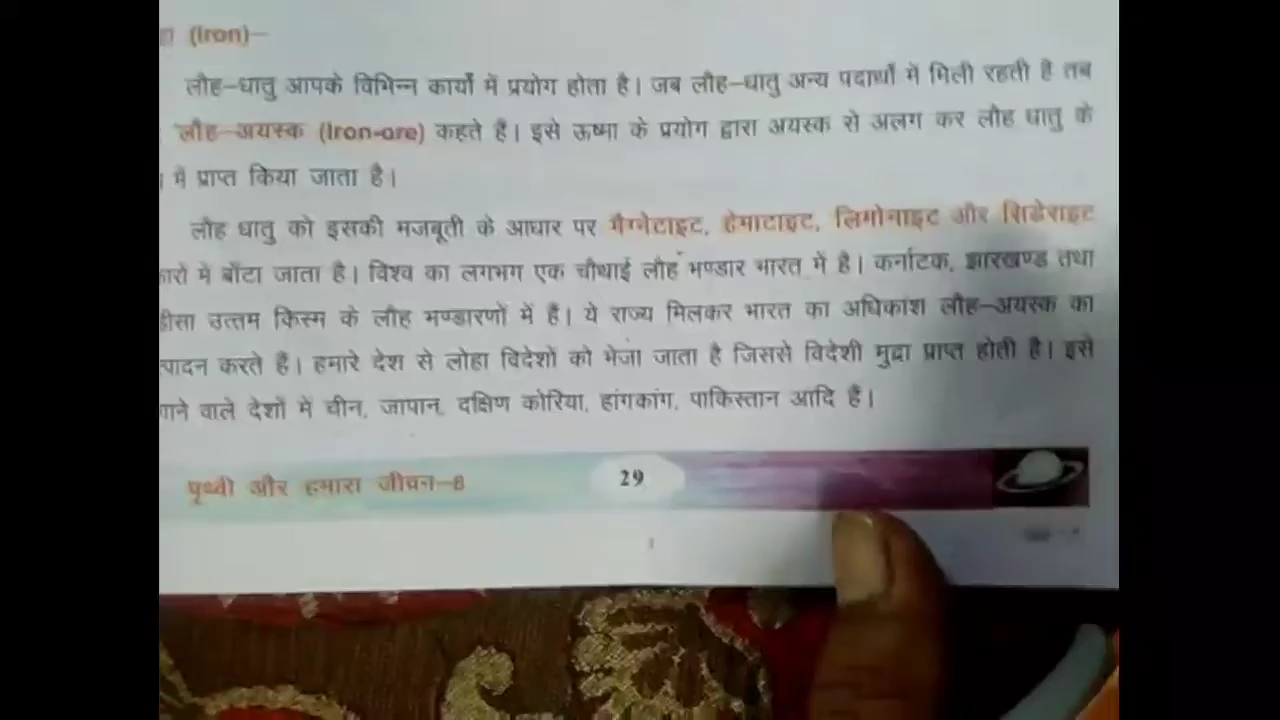 (Iron)–
लौह–धातु आपके विभिन्न कार्यों में प्रयोग होता है। जब लौह–धातु अन्य पदार्थों में मिली रहती है तब
लौह–अयस्क (Iron-ore) कहते हैं। इसे ऊष्मा के प्रयोग द्वारा अयस्क से अलग कर लौह धातु के
में प्राप्त किया जाता है।
लौह धातु को इसकी मजबूती के आधार पर मैग्नेटाइट, हेमाटाइट, लिमोनाइट और सिडेराइट
में बाँटा जाता है। विश्व का लगभग एक चौथाई लौह भण्डार भारत में है। कर्नाटक, झारखण्ड तथा
उत्तम किस्म के लौह भण्डारणों में हैं। ये राज्य मिलकर भारत का अधिकांश लौह–अयस्क का
करते हैं। हमारे देश से लोहा विदेशों को भेजा जाता है जिससे विदेशी मुद्रा प्राप्त होती है। इसे
वाले देशों में चीन, जापान, दक्षिण कोरिया, हांगकांग, पाकिस्तान आदि हैं।
पृथ्वी और हमारा जीवन–8
29